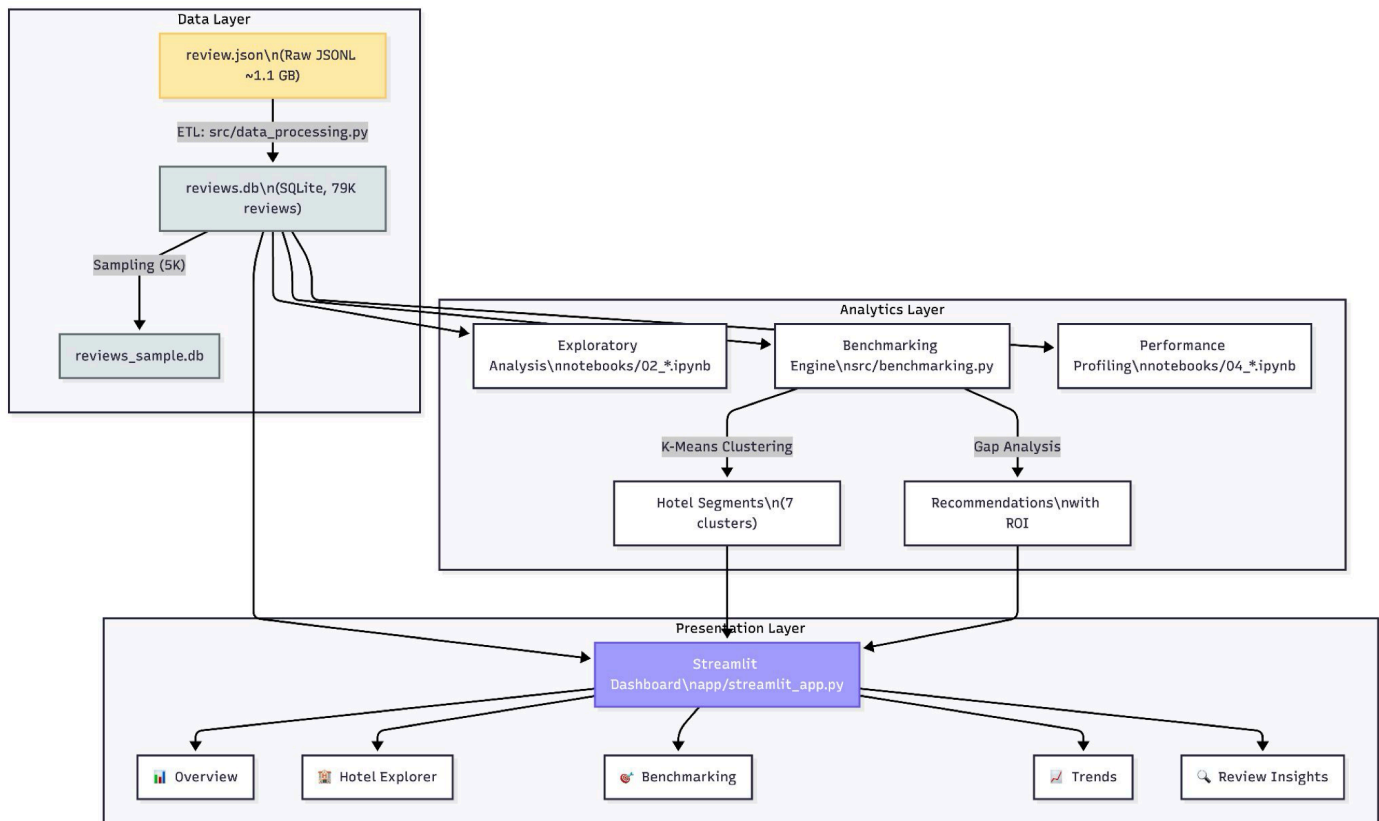 Data Layer
review.json\n(Raw JSONL
~1.1 GB)
ETL: src/data_processing.py
reviews.db\n(SQLite, 79K
reviews)
Sampling (5K)
reviews_sample.db
Analytics Layer
Exploratory
Analysis\nnotebooks/02_*.ipynb
Benchmarking
Engine\nsrc/benchmarking.py
Performance
Profiling\nnotebooks/04_*.ipynb
K-Means Clustering
Gap Analysis
Hotel Segments\n(7
clusters)
Recommendations\nwith
ROI
Presentation Layer
Streamlit
Dashboard\napp/streamlit_app.py
Overview
Hotel Explorer
Benchmarking
Trends
Review Insights